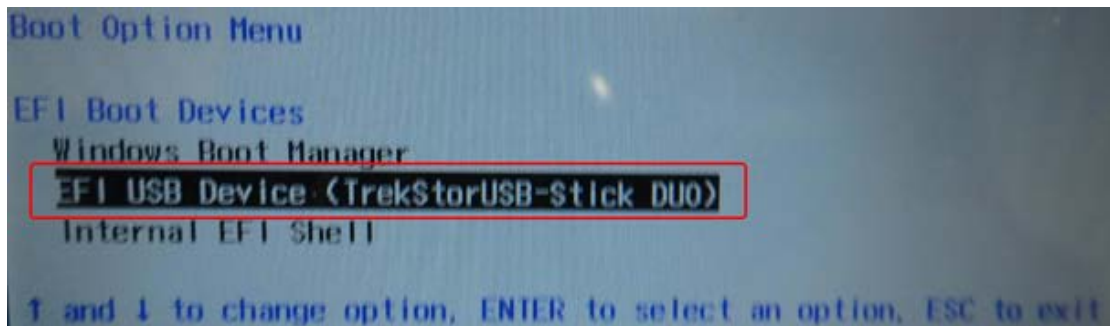 Boot Option Menu
EFI Boot Devices
Windows Boot Manager
EFI USB Device (TrekStorUSB-Stick DUO)
Internal EFI Shell
↑ and ↓ to change option, ENTER to select an option, ESC to exit